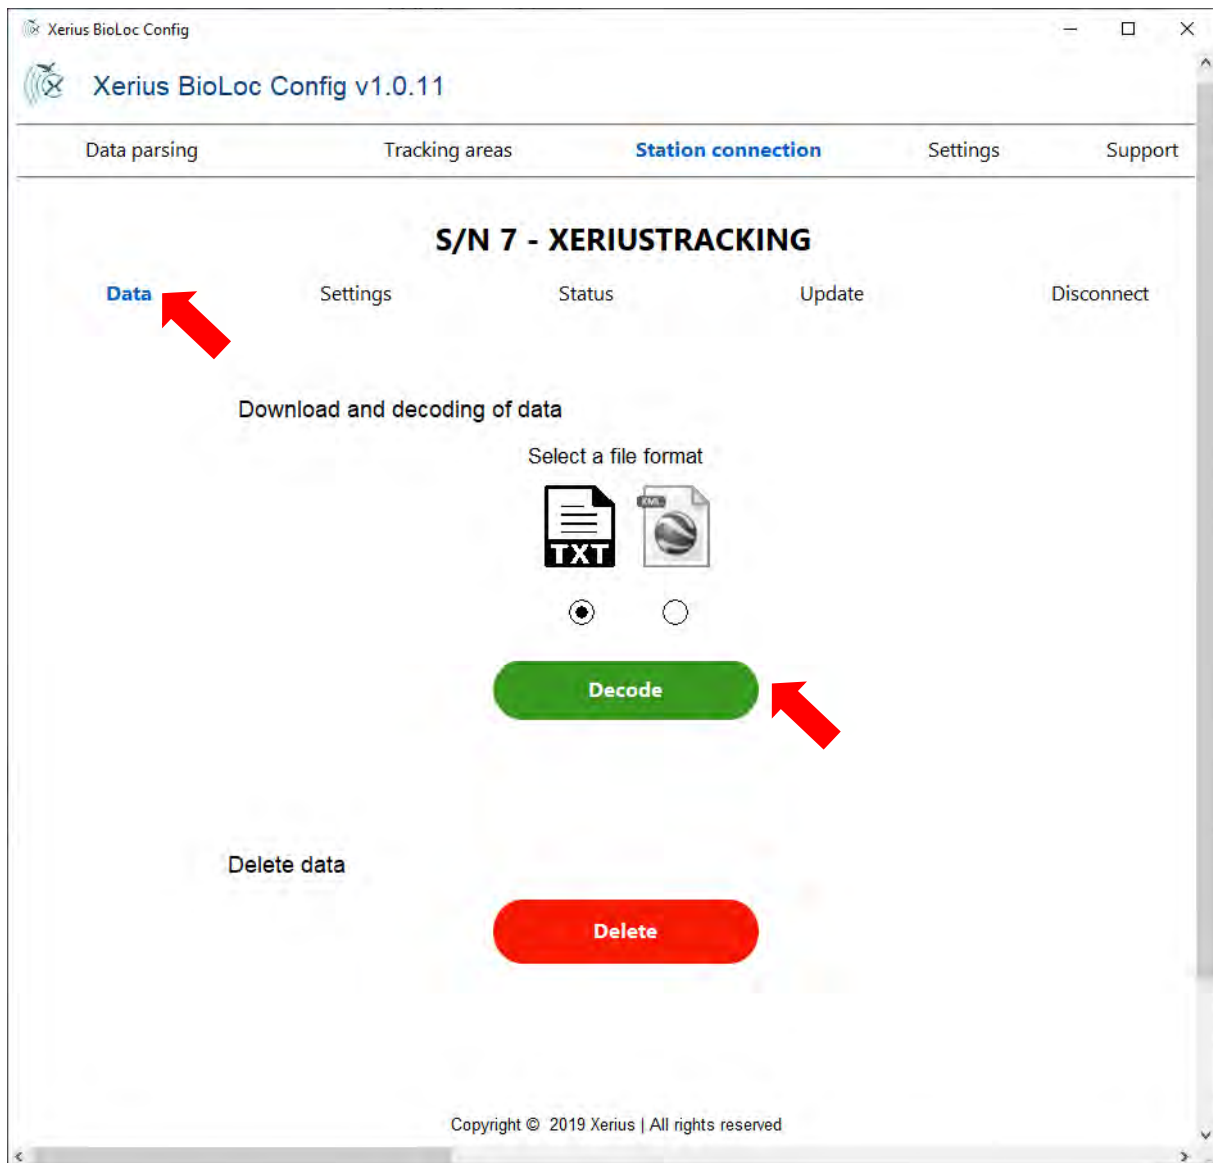 Xerius BioLoc Config
Xerius BioLoc Config v1.0.11
Data parsing Tracking areas Station connection Settings Support
S/N 7 - XERIUSTRACKING
Data Settings Status Update Disconnect
Download and decoding of data
Select a file format
TXT KML
Decode
Delete data
Delete
Copyright © 2019 Xerius | All rights reserved